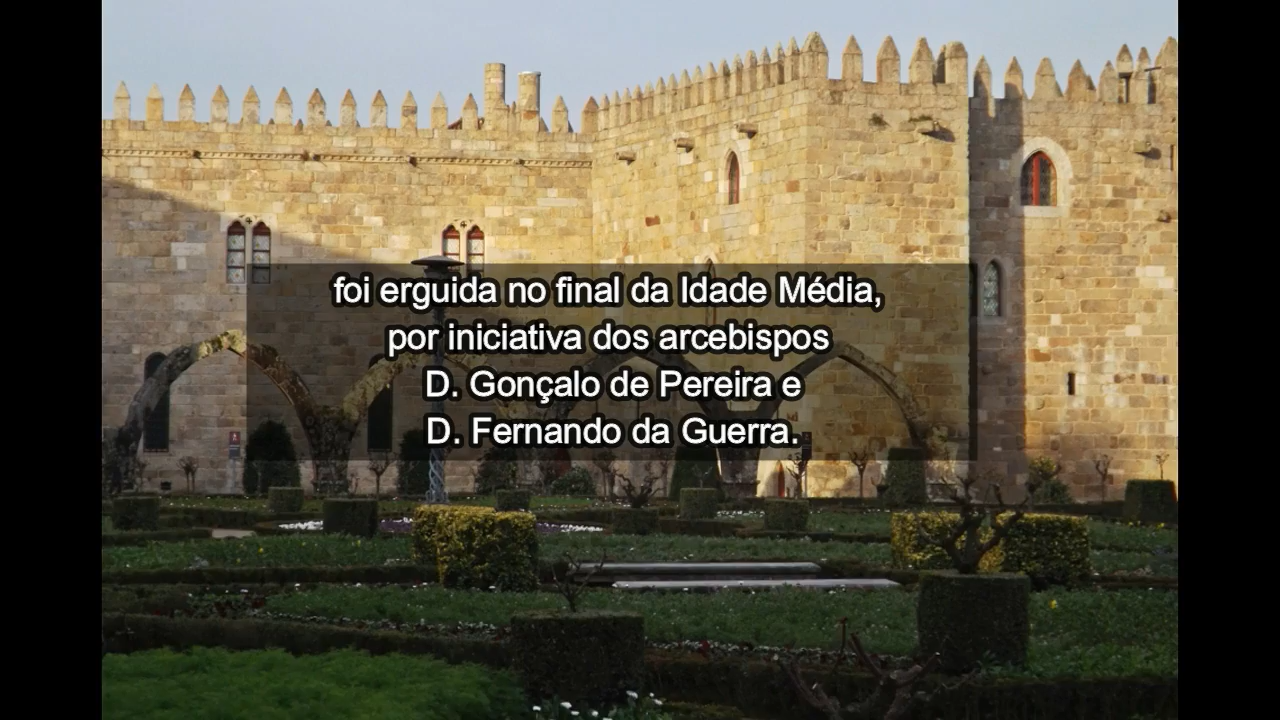 foi erguida no final da Idade Média,
por iniciativa dos arcebispos
D. Gonçalo de Pereira e
D. Fernando da Guerra.